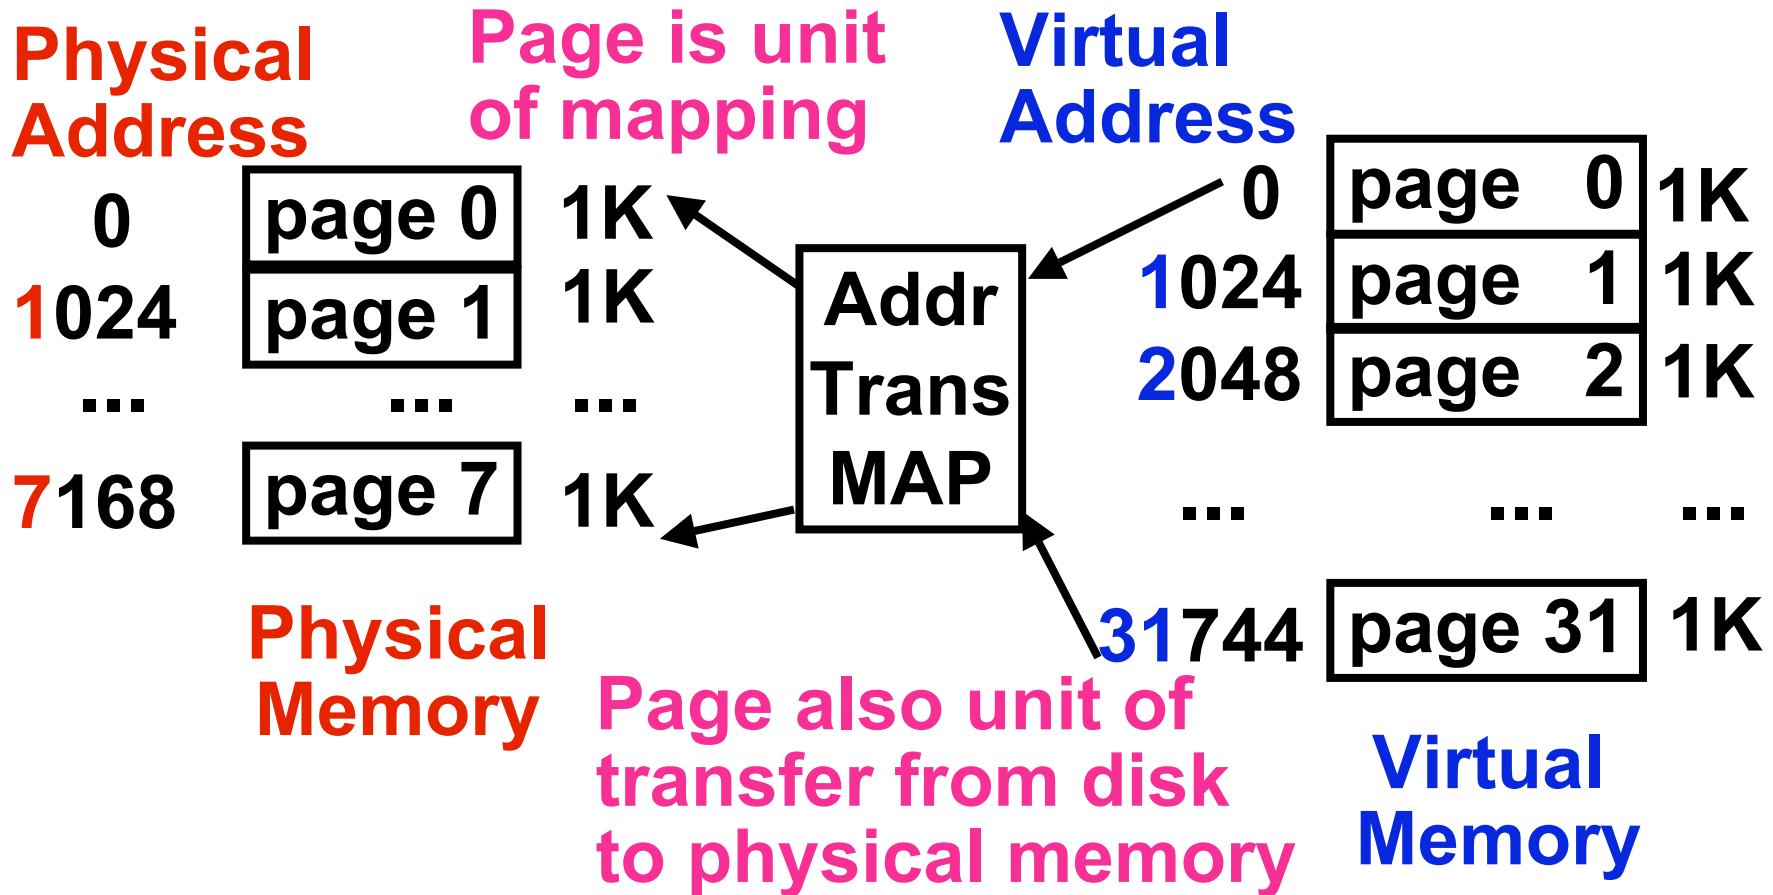 Physical
Address
Page is unit
of mapping
Virtual
Address
0 page 0 1K
1024 page 1 1K
... ... ...
7168 page 7 1K
Physical
Memory
Addr
Trans
MAP
0 page 0 1K
1024 page 1 1K
2048 page 2 1K
... ... ...
31744 page 31 1K
Virtual
Memory
Page also unit of
transfer from disk
to physical memory